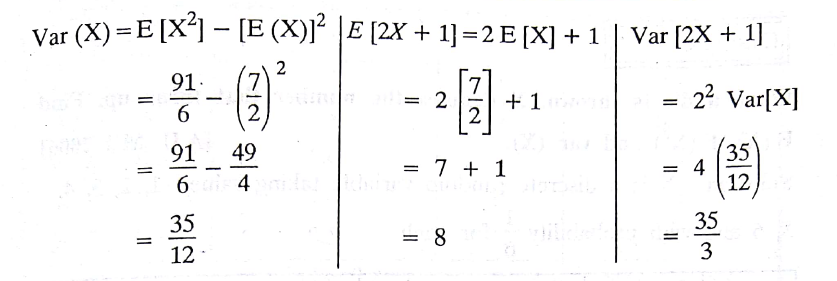 Var (X) = E [X²] − [E (X)]² | E [2X + 1] = 2 E [X] + 1 | Var [2X + 1]
= 91/6 − (7/2)² | = 2 [7/2] + 1 | = 2² Var[X]
= 91/6 − 49/4 | = 7 + 1 | = 4 (35/12)
= 35/12 | = 8 | = 35/3